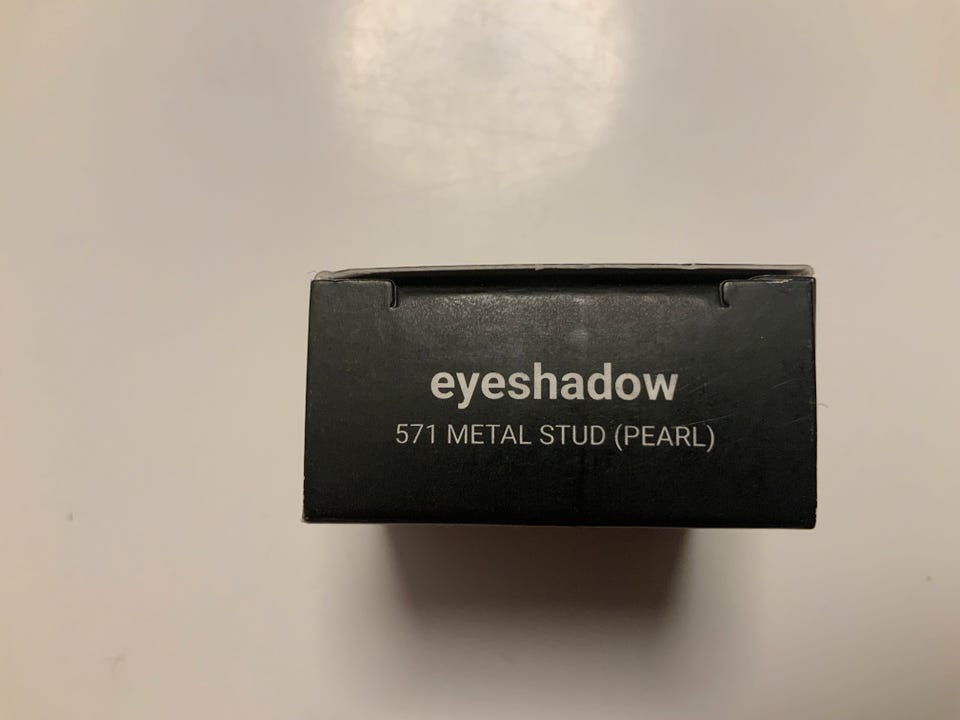 eyeshadow
571 METAL STUD (PEARL)